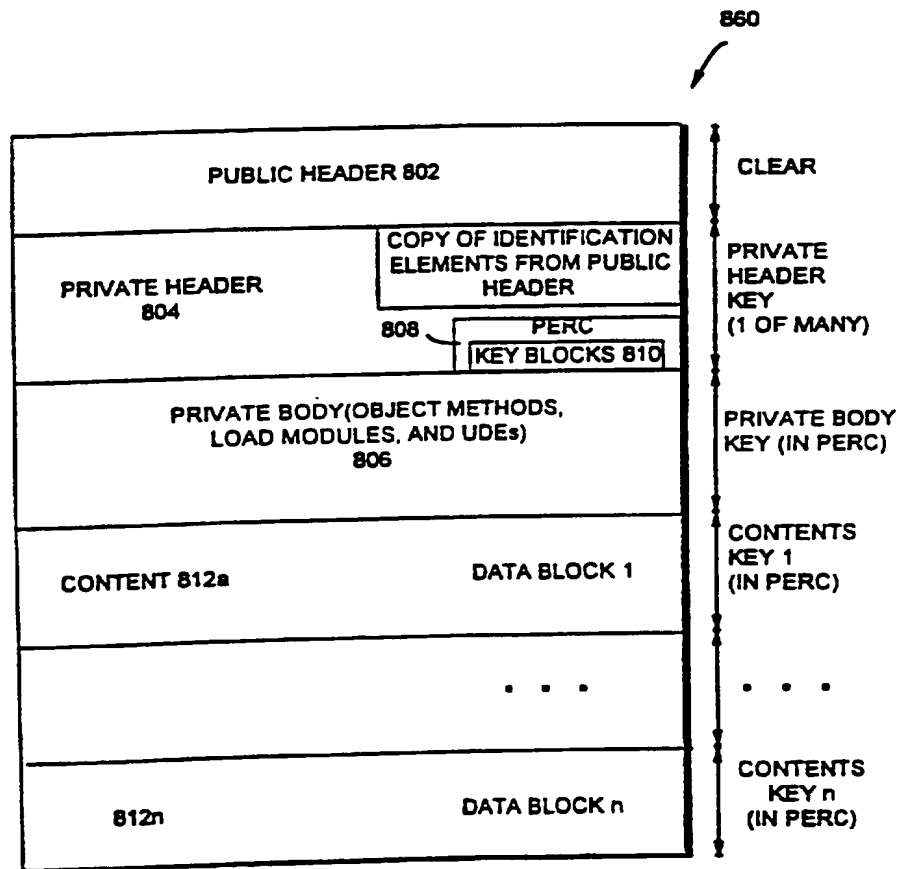 860
PUBLIC HEADER 802
CLEAR
COPY OF IDENTIFICATION
ELEMENTS FROM PUBLIC
HEADER
PRIVATE HEADER
804
PRIVATE
HEADER
KEY
(1 OF MANY)
808
PERC
KEY BLOCKS 810
PRIVATE BODY(OBJECT METHODS,
LOAD MODULES, AND UDEs)
806
PRIVATE BODY
KEY (IN PERC)
CONTENT 812a
DATA BLOCK 1
CONTENTS
KEY 1
(IN PERC)
. . .
. . .
812n
DATA BLOCK n
CONTENTS
KEY n
(IN PERC)